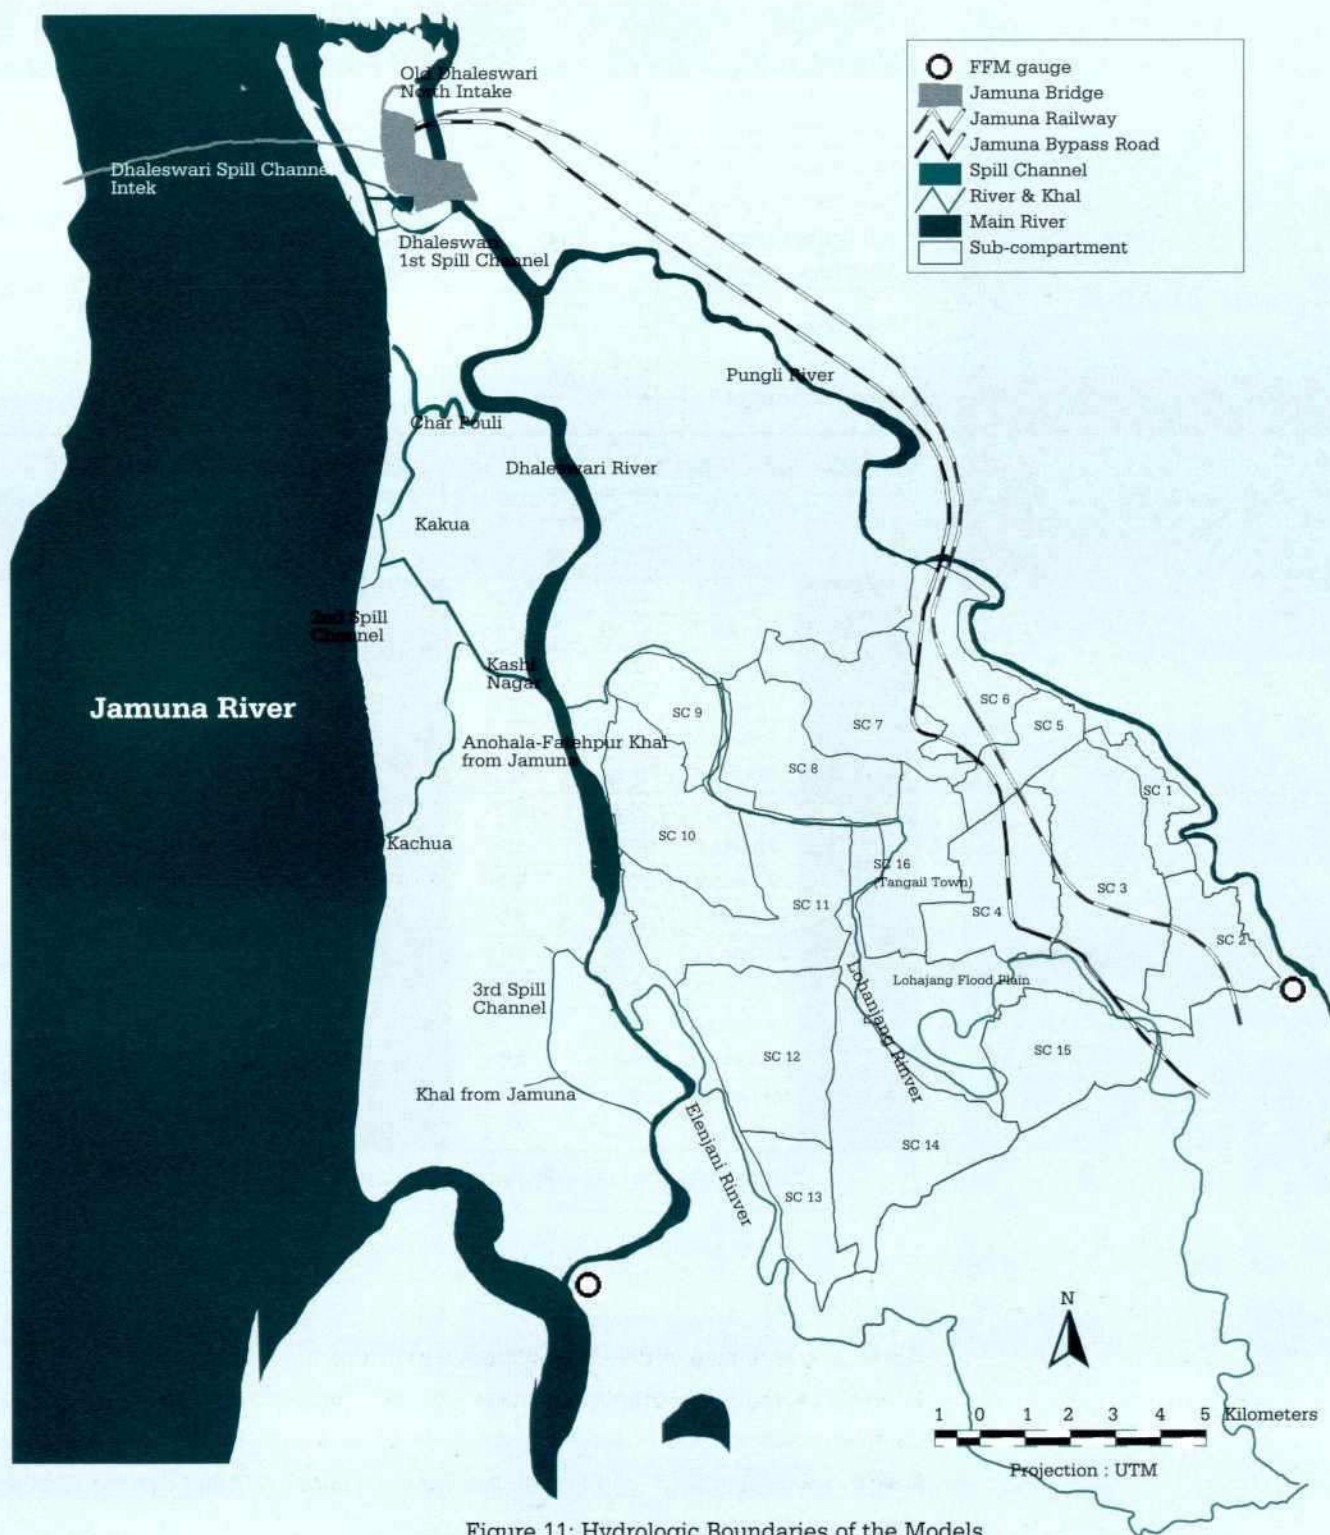 Old Dhaleswari
North Intake
FFM gauge
Jamuna Bridge
Jamuna Railway
Jamuna Bypass Road
Spill Channel
River & Khal
Main River
Sub-compartment
Dhaleswari Spill Channel
Intek
Dhaleswari
1st Spill Channel
Pungli River
Char Pouli
Dhaleswari River
Kakua
2nd Spill
Channel
Kashi
Nagar
Jamuna River
SC 9
SC 7
SC 6
SC 5
Anohala-Fatehpur Khal
from Jamuna
SC 8
SC 1
Kachua
SC 10
SC 16
(Tangail Town)
SC 11
SC 3
SC 4
SC 2
3rd Spill
Channel
Lohajang Flood Plain
Lohanjang Rinver
SC 12
SC 15
Khal from Jamuna
Elenjani Rinver
SC 14
SC 13
N
1 0 1 2 3 4 5 Kilometers
Projection : UTM
Figure 11: Hydrologic Boundaries of the Models